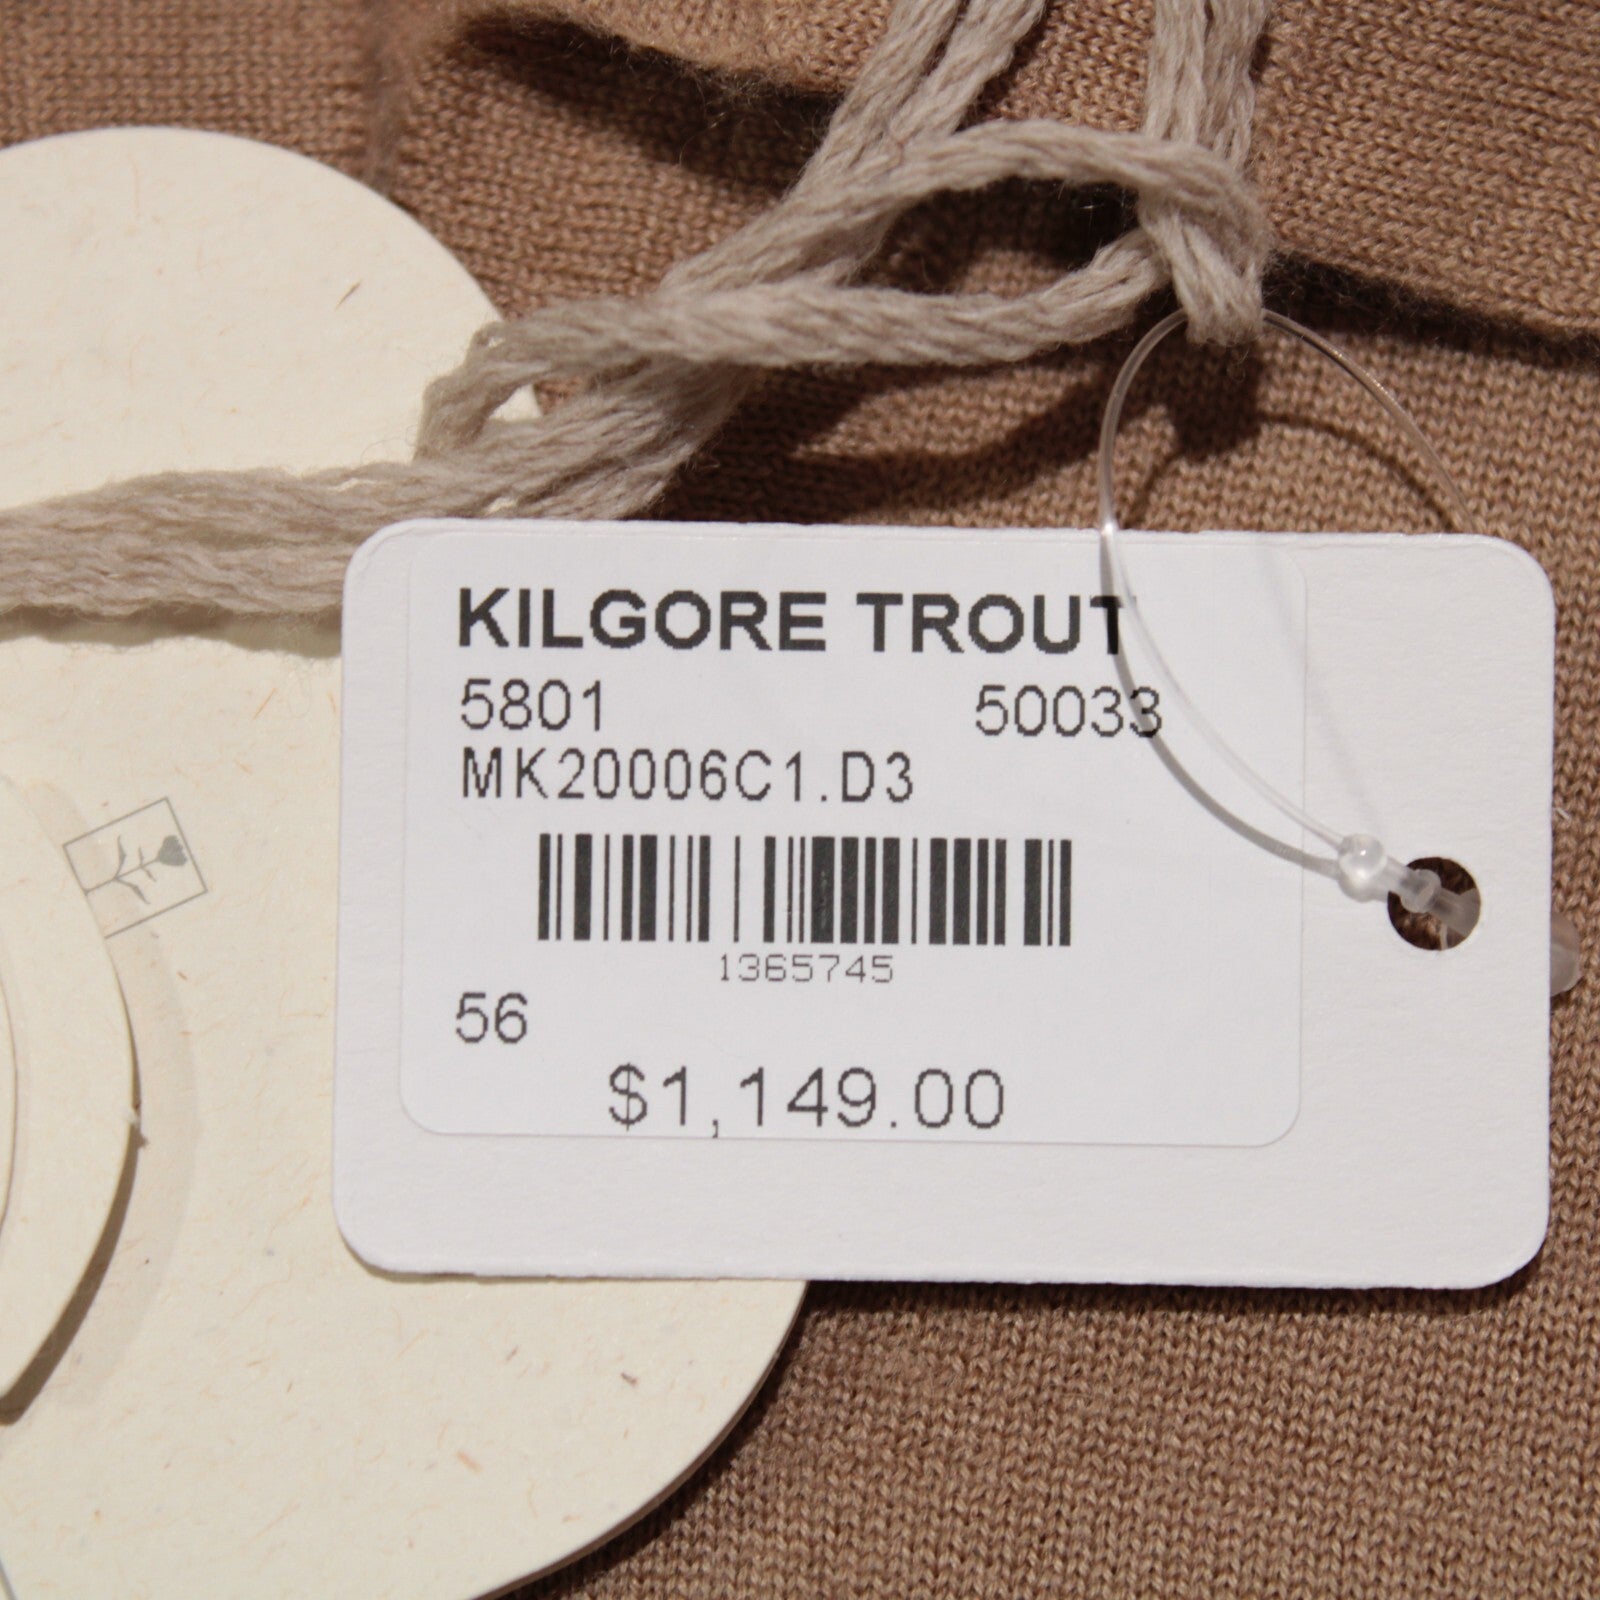 KILGORE TROUT
5801 50033
MK20006C1.D3
1365745
56
$1,149.00